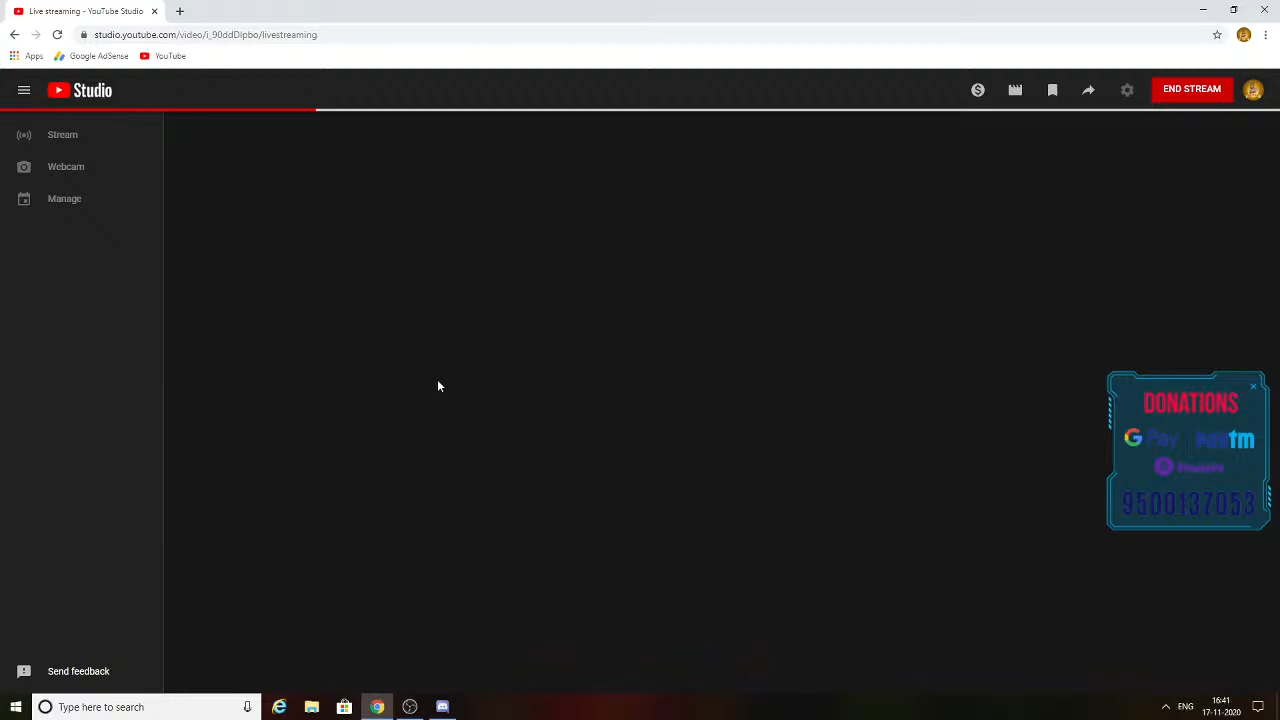 Live streaming - YouTube Studio
studio.youtube.com/video/i_90ddDIpbo/livestreaming
Apps
Google AdSense
YouTube
Studio
END STREAM
Stream
Webcam
Manage
DONATIONS
G Pay
Paytm
PhonePe
9500137053
Send feedback
Type here to search
ENG
16:41
17-11-2020